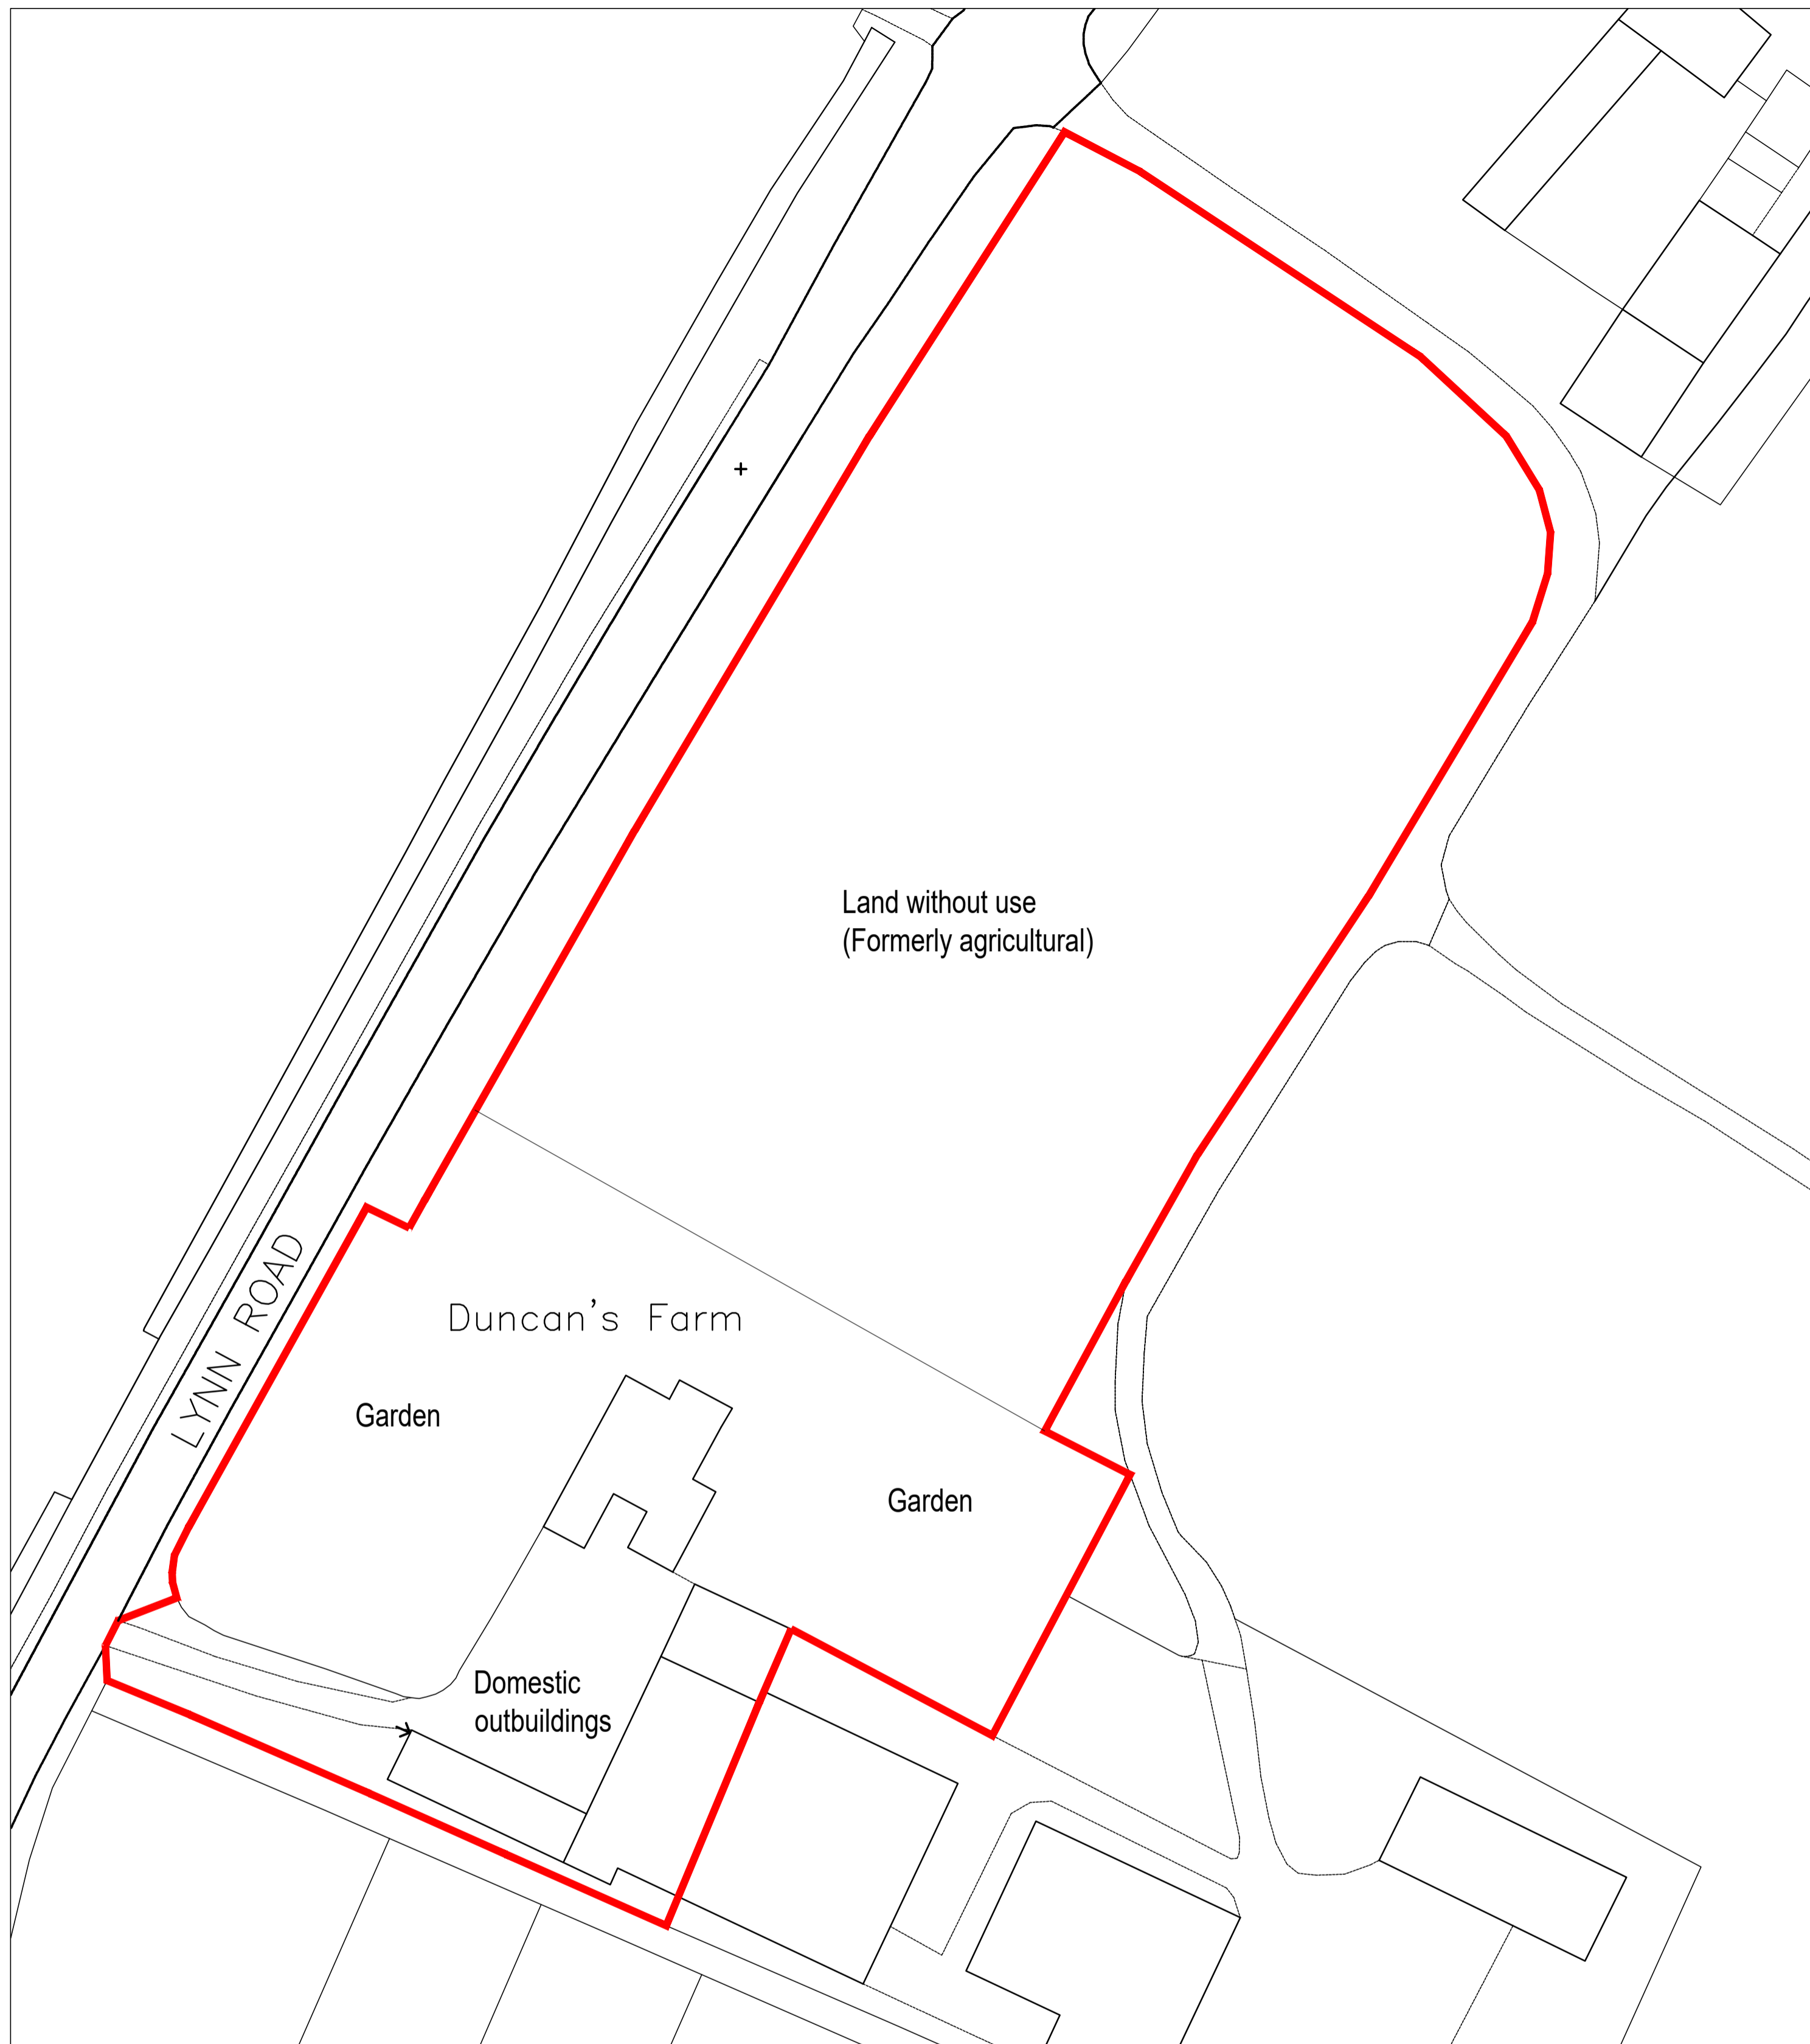 Land without use
(Formerly agricultural)
LYNN ROAD
Duncan's Farm
Garden
Garden
Domestic
outbuildings